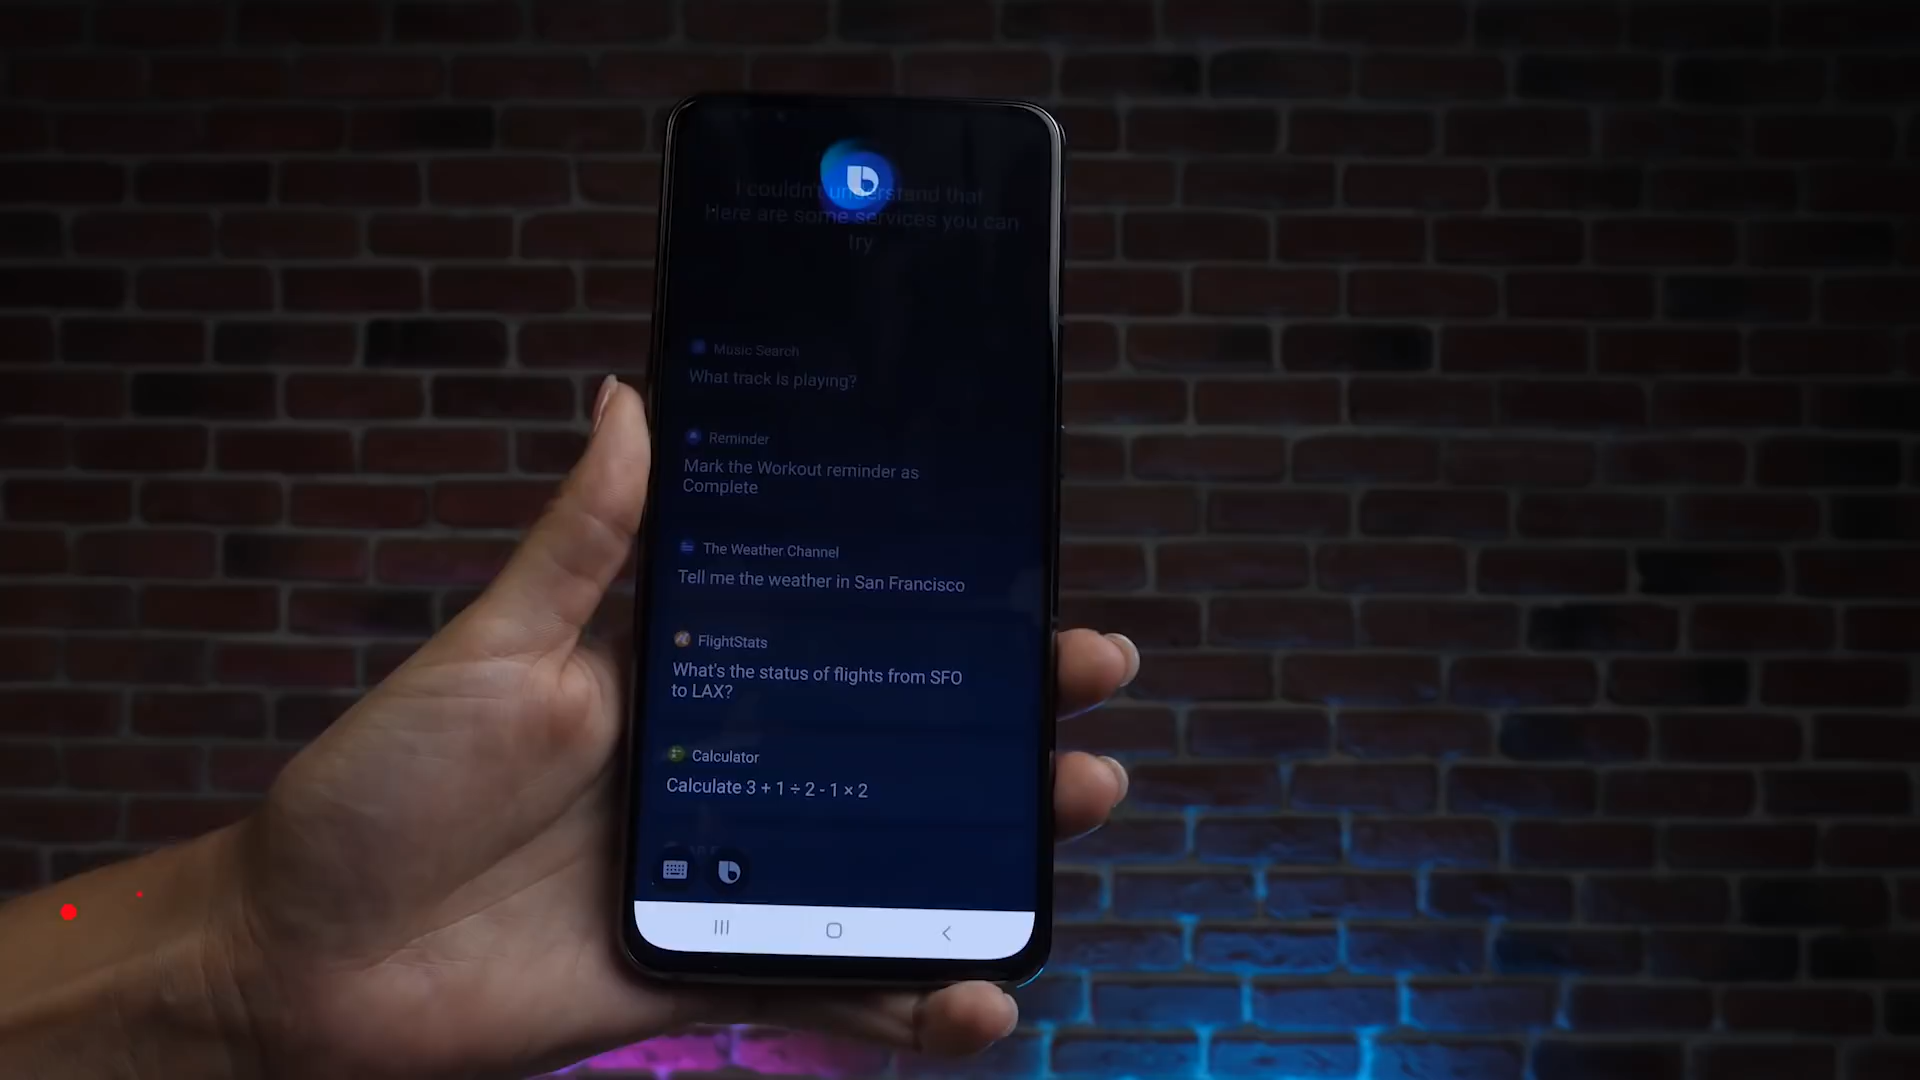 I couldn't understand that
Here are some services you can
try
Music Search
What track is playing?
Reminder
Mark the Workout reminder as
Complete
The Weather Channel
Tell me the weather in San Francisco
FlightStats
What's the status of flights from SFO
to LAX?
Calculator
Calculate 3 + 1 ÷ 2 - 1 × 2